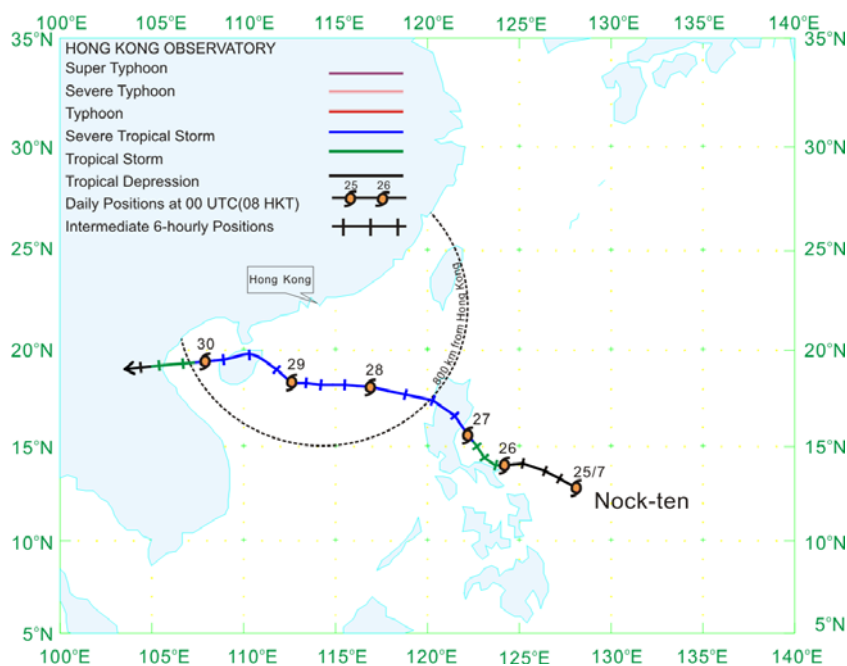 100°E 105°E 110°E 115°E 120°E 125°E 130°E 135°E 140°E
35°N 35°N
HONG KONG OBSERVATORY
Super Typhoon
Severe Typhoon
Typhoon
Severe Tropical Storm
Tropical Storm
Tropical Depression
25 26
Daily Positions at 00 UTC(08 HKT)
Intermediate 6-hourly Positions
30°N 30°N
25°N 25°N
Hong Kong
800 km from Hong Kong
20°N 20°N
30
29
28
27
15°N 15°N
26
25/7
Nock-ten
10°N 10°N
5°N 5°N
100°E 105°E 110°E 115°E 120°E 125°E 130°E 135°E 140°E